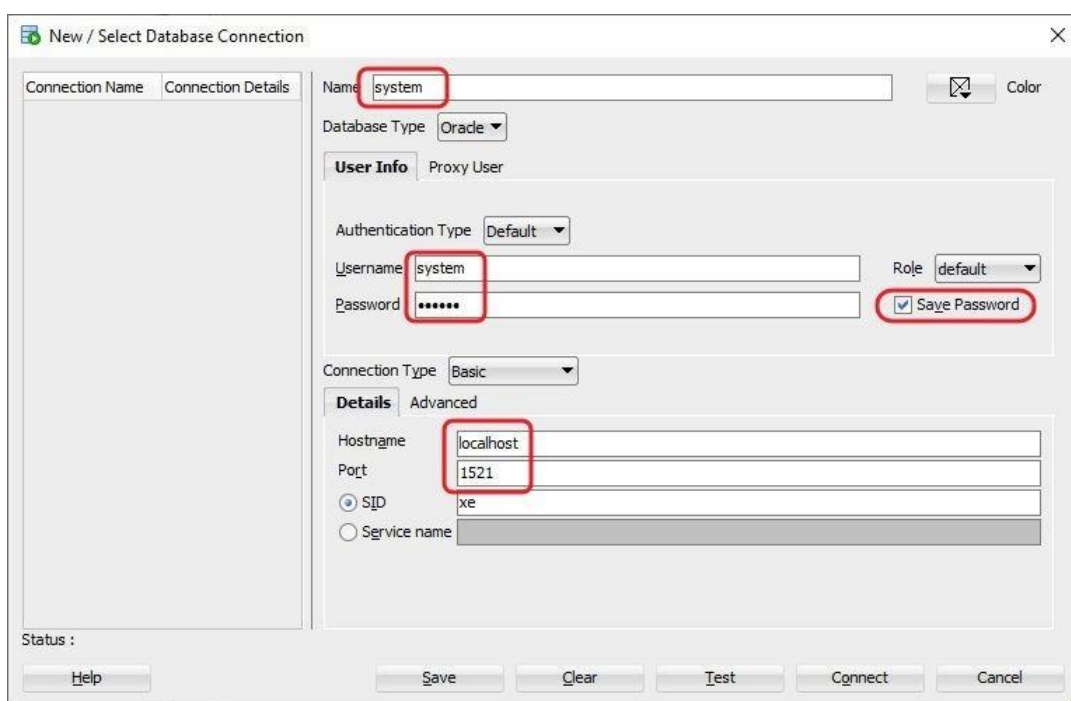 New / Select Database Connection
Connection Name Connection Details
Name system Color
Database Type Oracle
User Info Proxy User
Authentication Type Default
Username system Role default
Password •••••• Save Password
Connection Type Basic
Details Advanced
Hostname localhost
Port 1521
SID xe
Service name
Status :
Help Save Clear Test Connect Cancel